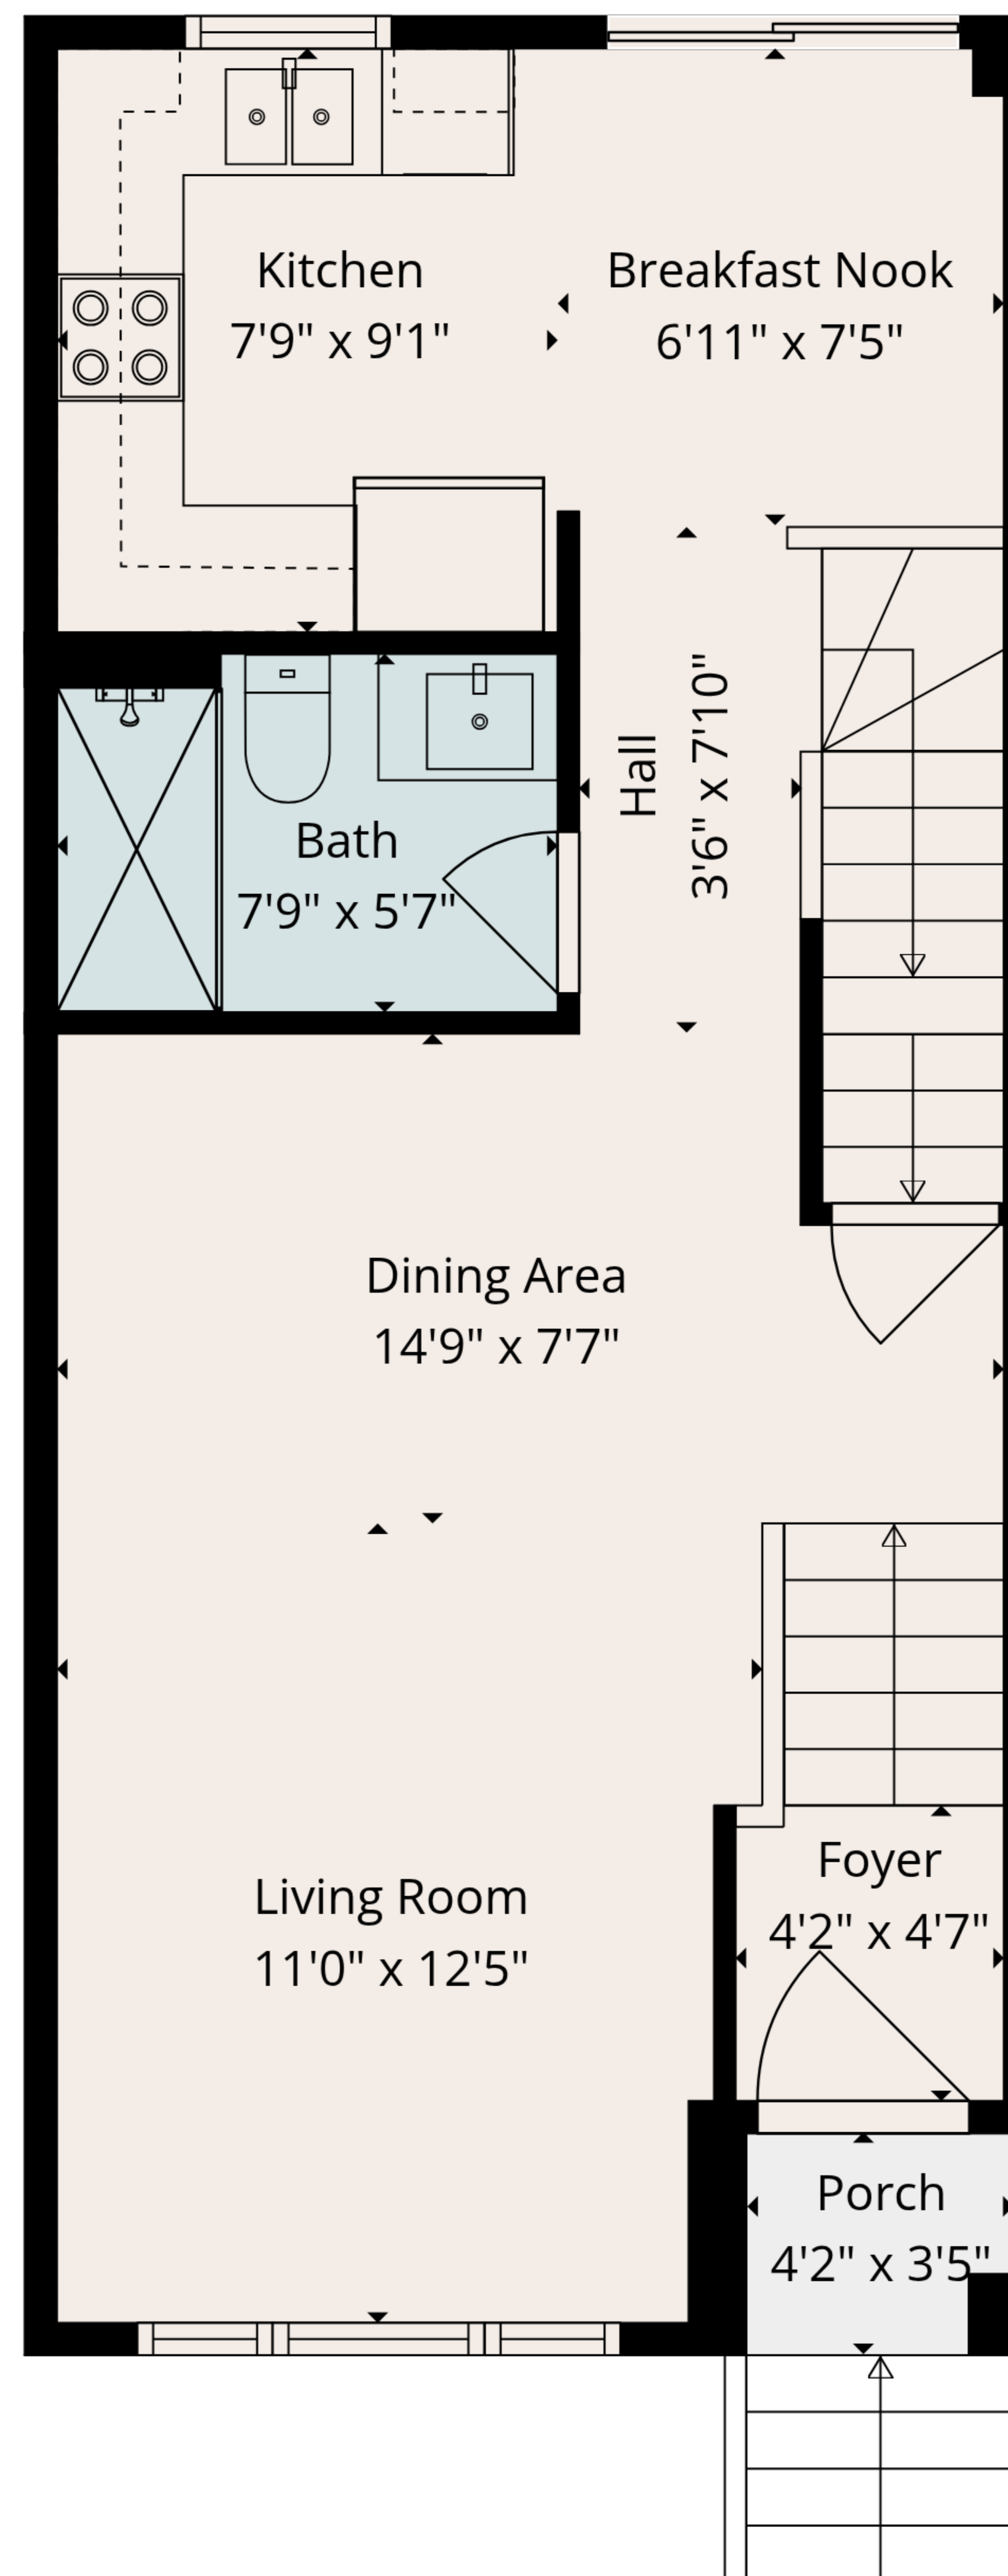 Kitchen
7'9" x 9'1"
Breakfast Nook
6'11" x 7'5"
Hall
3'6" x 7'10"
Bath
7'9" x 5'7"
Dining Area
14'9" x 7'7"
Living Room
11'0" x 12'5"
Foyer
4'2" x 4'7"
Porch
4'2" x 3'5"